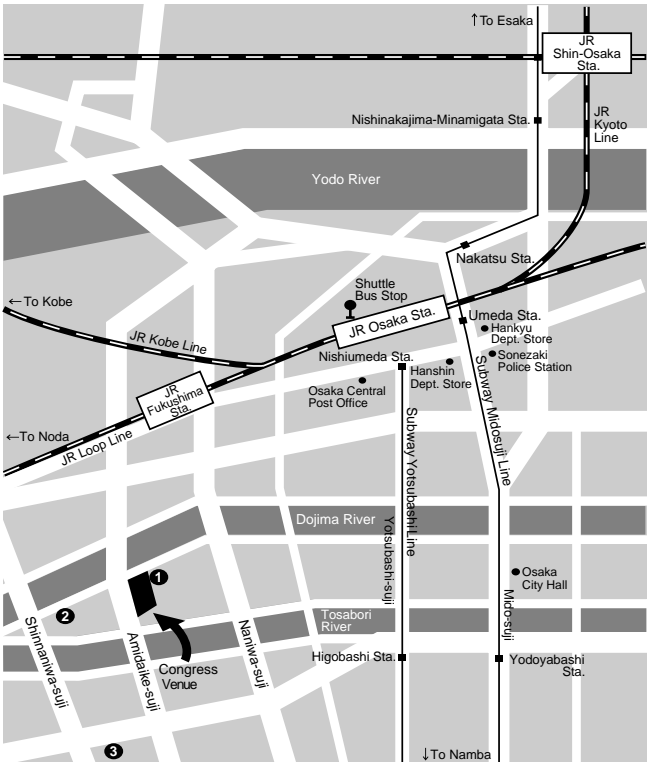 ↑To Esaka
JR
Shin-Osaka
Sta.
Nishinakajima-Minamigata Sta.
JR
Kyoto
Line
Yodo River
Nakatsu Sta.
Shuttle
Bus Stop
←To Kobe
JR Osaka Sta.
Umeda Sta.
Hankyu
Dept. Store
JR Kobe Line
Nishiumeda Sta.
Sonezaki
Police Station
Hanshin
Dept. Store
JR
Fukushima
Sta.
Osaka Central
Post Office
←To Noda
JR Loop Line
Subway Yotsubashi Line
Subway Midosuji Line
Dojima River
Yotsubashi-suji
1
Osaka
City Hall
2
Tosabori
River
Mido-suji
Shinnaniwa-suji
Amidaike-suji
Naniwa-suji
Congress
Venue
Higobashi Sta.
Yodoyabashi
Sta.
3
↓To Namba